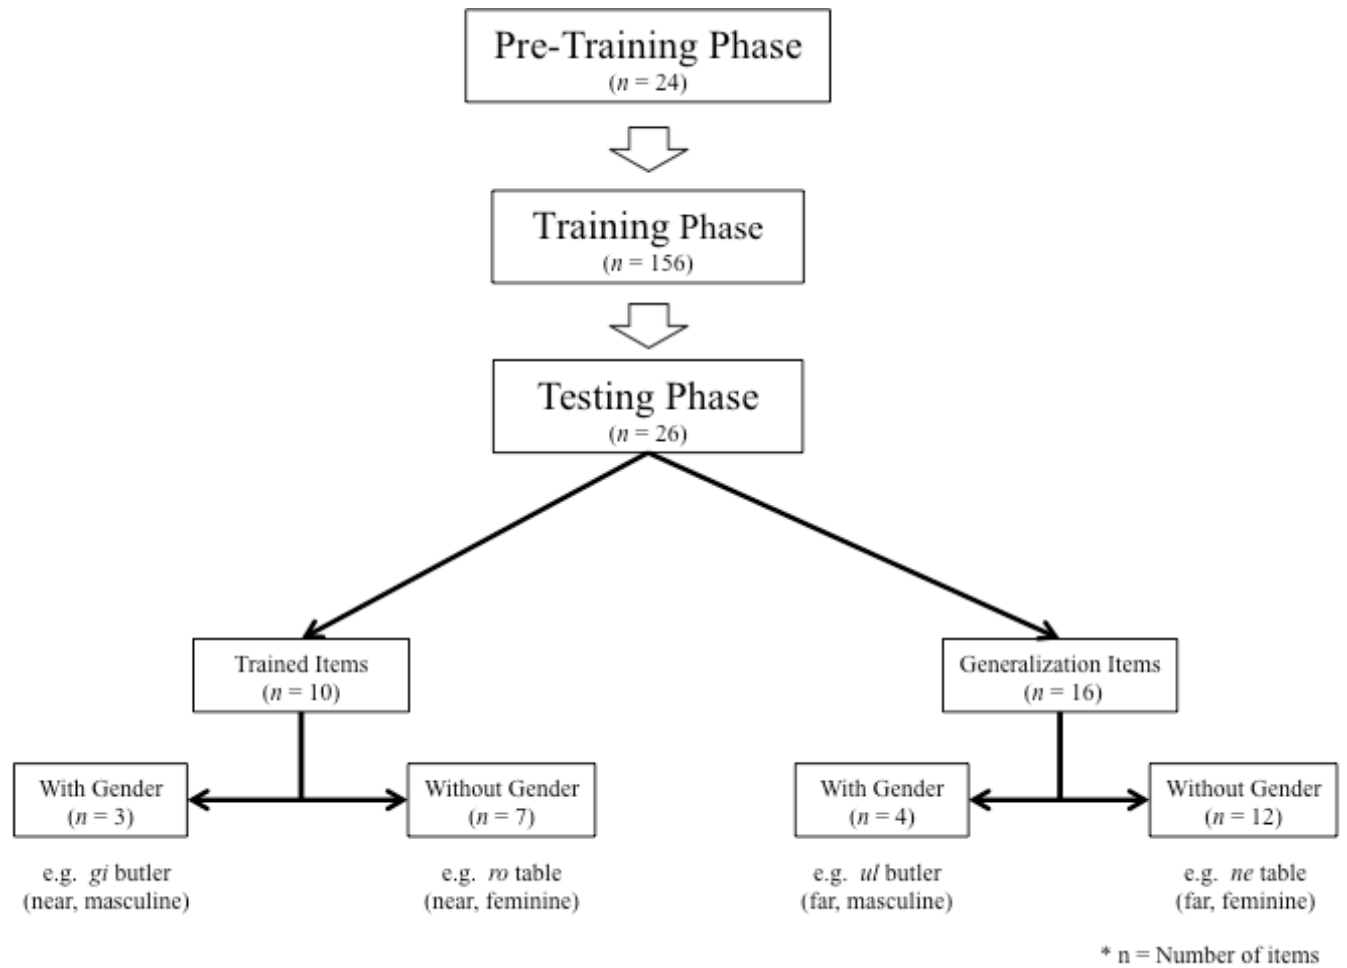 Pre-Training Phase
(n = 24)
Training Phase
(n = 156)
Testing Phase
(n = 26)
Trained Items
(n = 10)
Generalization Items
(n = 16)
With Gender
(n = 3)
Without Gender
(n = 7)
With Gender
(n = 4)
Without Gender
(n = 12)
e.g. gi butler
(near, masculine)
e.g. ro table
(near, feminine)
e.g. ul butler
(far, masculine)
e.g. ne table
(far, feminine)
* n = Number of items